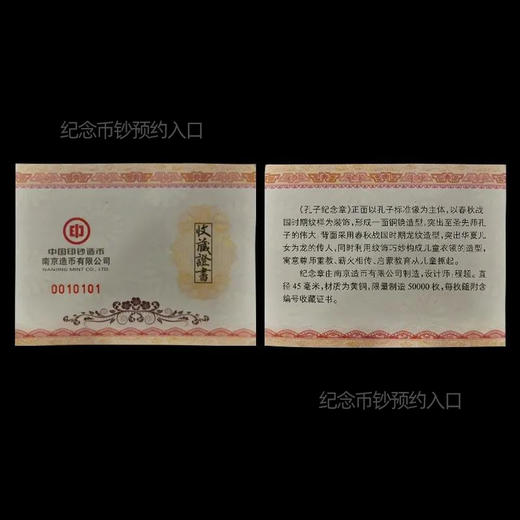 纪念币钞预约入口
中国印钞造币
南京造币有限公司
NANJING MINT CO., LTD
0010101
收藏證書
《孔子纪念章》正面以孔子标准像为主体，以春秋战
国时期纹样为装饰，形成一面铜镜造型，突出至圣先师孔
子的伟大。背面采用春秋战国时期龙纹造型，突出华夏儿
女为龙的传人，同时利用纹饰巧妙构成儿童衣领的造型，
寓意尊师重教、薪火相传、启蒙教育从儿童抓起。
纪念章由南京造币有限公司制造，设计师：程超。直
径45毫米，材质为黄铜，限量制造50000枚，每枚随附含
编号收藏证书。
纪念币钞预约入口